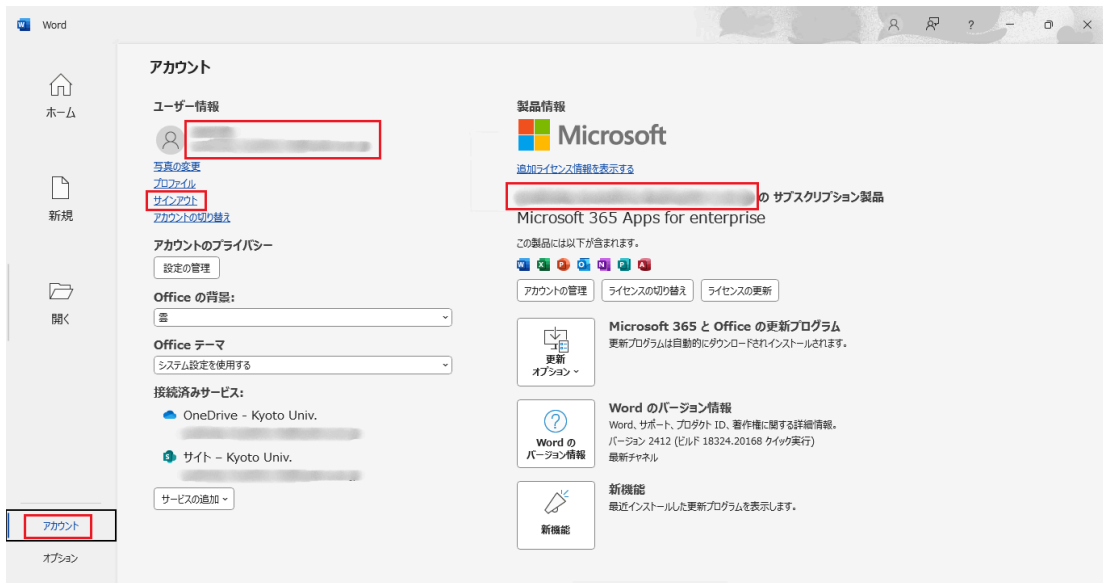 Word
?
ホーム
新規
開く
アカウント
オプション
アカウント
ユーザー情報
写真の変更
プロファイル
サインアウト
アカウントの切り替え
アカウントのプライバシー
設定の管理
Office の背景:
雲
Office テーマ
システム設定を使用する
接続済みサービス:
OneDrive - Kyoto Univ.
サイト – Kyoto Univ.
サービスの追加
製品情報
Microsoft
追加ライセンス情報を表示する
の サブスクリプション製品
Microsoft 365 Apps for enterprise
この製品には以下が含まれます。
アカウントの管理 ライセンスの切り替え ライセンスの更新
更新
オプション
Microsoft 365 と Office の更新プログラム
更新プログラムは自動的にダウンロードされインストールされます。
Word の
バージョン情報
Word のバージョン情報
Word、サポート、プロダクト ID、著作権に関する詳細情報。
バージョン 2412 (ビルド 18324.20168 クイック実行)
最新チャネル
新機能
新機能
最近インストールした更新プログラムを表示します。